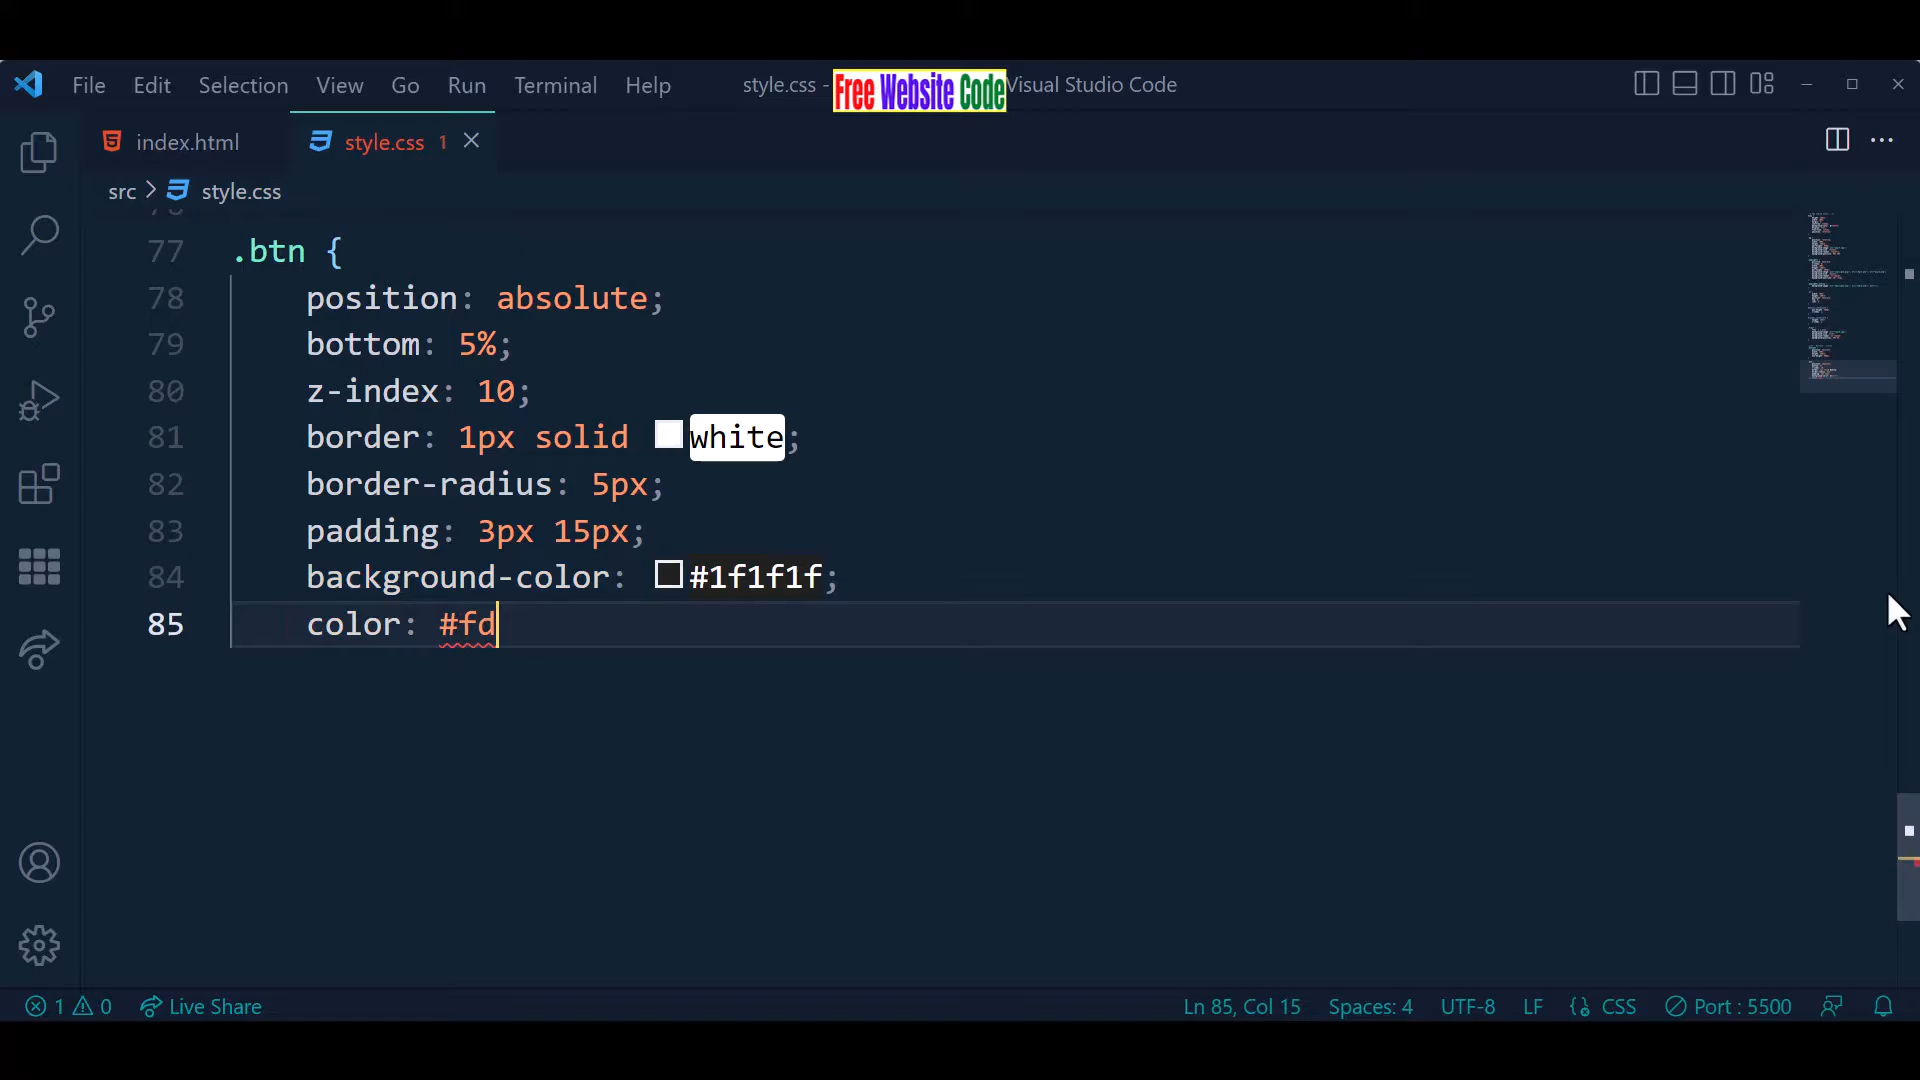 File Edit Selection View Go Run Terminal Help style.css - Free Website Code Visual Studio Code
index.html style.css 1
src > style.css
77 .btn {
78 position: absolute;
79 bottom: 5%;
80 z-index: 10;
81 border: 1px solid white;
82 border-radius: 5px;
83 padding: 3px 15px;
84 background-color: #1f1f1f;
85 color: #fd
1 0 Live Share Ln 85, Col 15 Spaces: 4 UTF-8 LF CSS Port : 5500